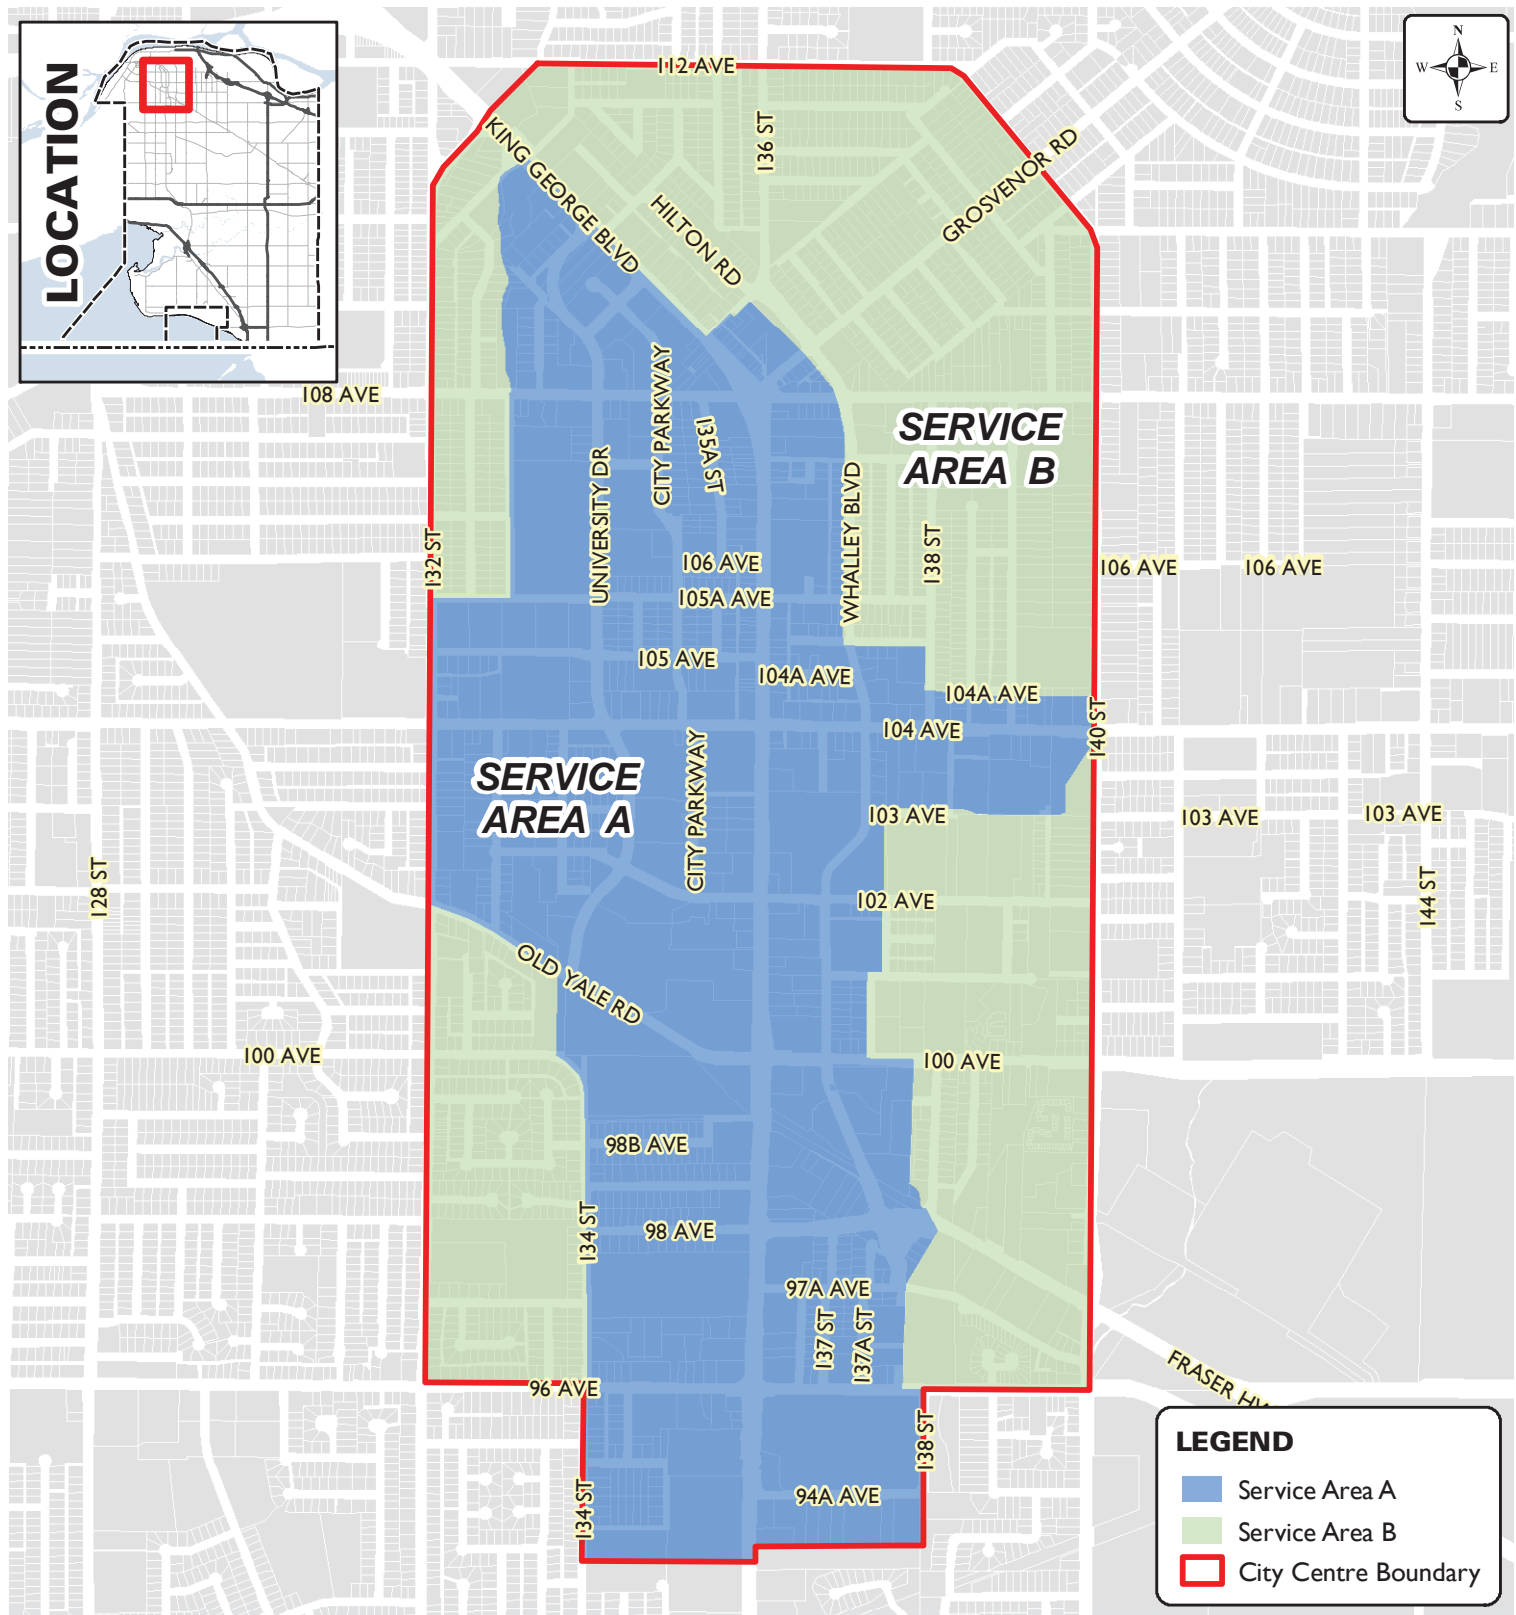 LOCATION
N
W E
S
112 AVE
136 ST
KING GEORGE BLVD
HILTON RD
GROSVENOR RD
108 AVE
CITY PARKWAY
135A ST
SERVICE
AREA B
UNIVERSITY DR
WHALLEY BLVD
132 ST
138 ST
106 AVE
106 AVE
106 AVE
105A AVE
105 AVE
104A AVE
104A AVE
104 AVE
140 ST
SERVICE
AREA A
CITY PARKWAY
103 AVE
103 AVE
103 AVE
128 ST
102 AVE
144 ST
OLD YALE RD
100 AVE
100 AVE
98B AVE
134 ST
98 AVE
97A AVE
137 ST
137A ST
96 AVE
FRASER HW
138 ST
94A AVE
134 ST
LEGEND
Service Area A
Service Area B
City Centre Boundary